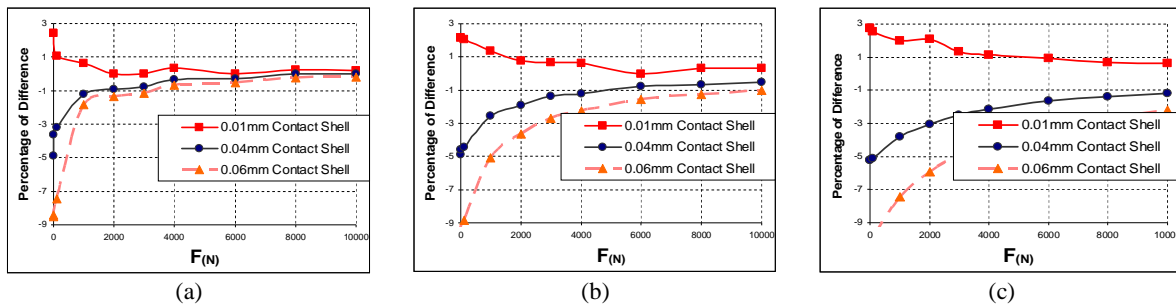 Percentage of Difference
3
1
-1
-3
-5
-7
-9
0.01mm Contact Shell
0.04mm Contact Shell
0.06mm Contact Shell
0 2000 4000 6000 8000 10000
F(N)
(a)
Percentage of Difference
3
1
-1
-3
-5
-7
-9
0.01mm Contact Shell
0.04mm Contact Shell
0.06mm Contact Shell
0 2000 4000 6000 8000 10000
F(N)
(b)
Percentage of Difference
3
1
-1
-3
-5
-7
-9
0.01mm Contact Shell
0.04mm Contact Shell
0.06mm Contact Shell
0 2000 4000 6000 8000 1000
F(N)
(c)